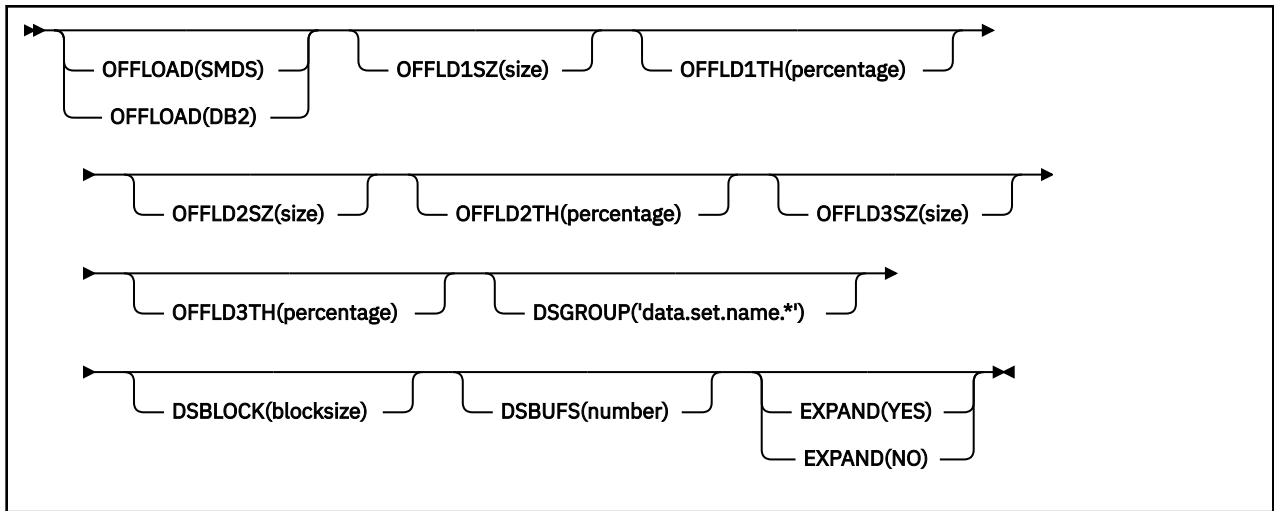 OFFLOAD(SMDS)
OFFLOAD(DB2)
OFFLD1SZ(size)
OFFLD1TH(percentage)
OFFLD2SZ(size)
OFFLD2TH(percentage)
OFFLD3SZ(size)
OFFLD3TH(percentage)
DSGROUP('data.set.name.*')
DSBLOCK(blocksize)
DSBUFS(number)
EXPAND(YES)
EXPAND(NO)